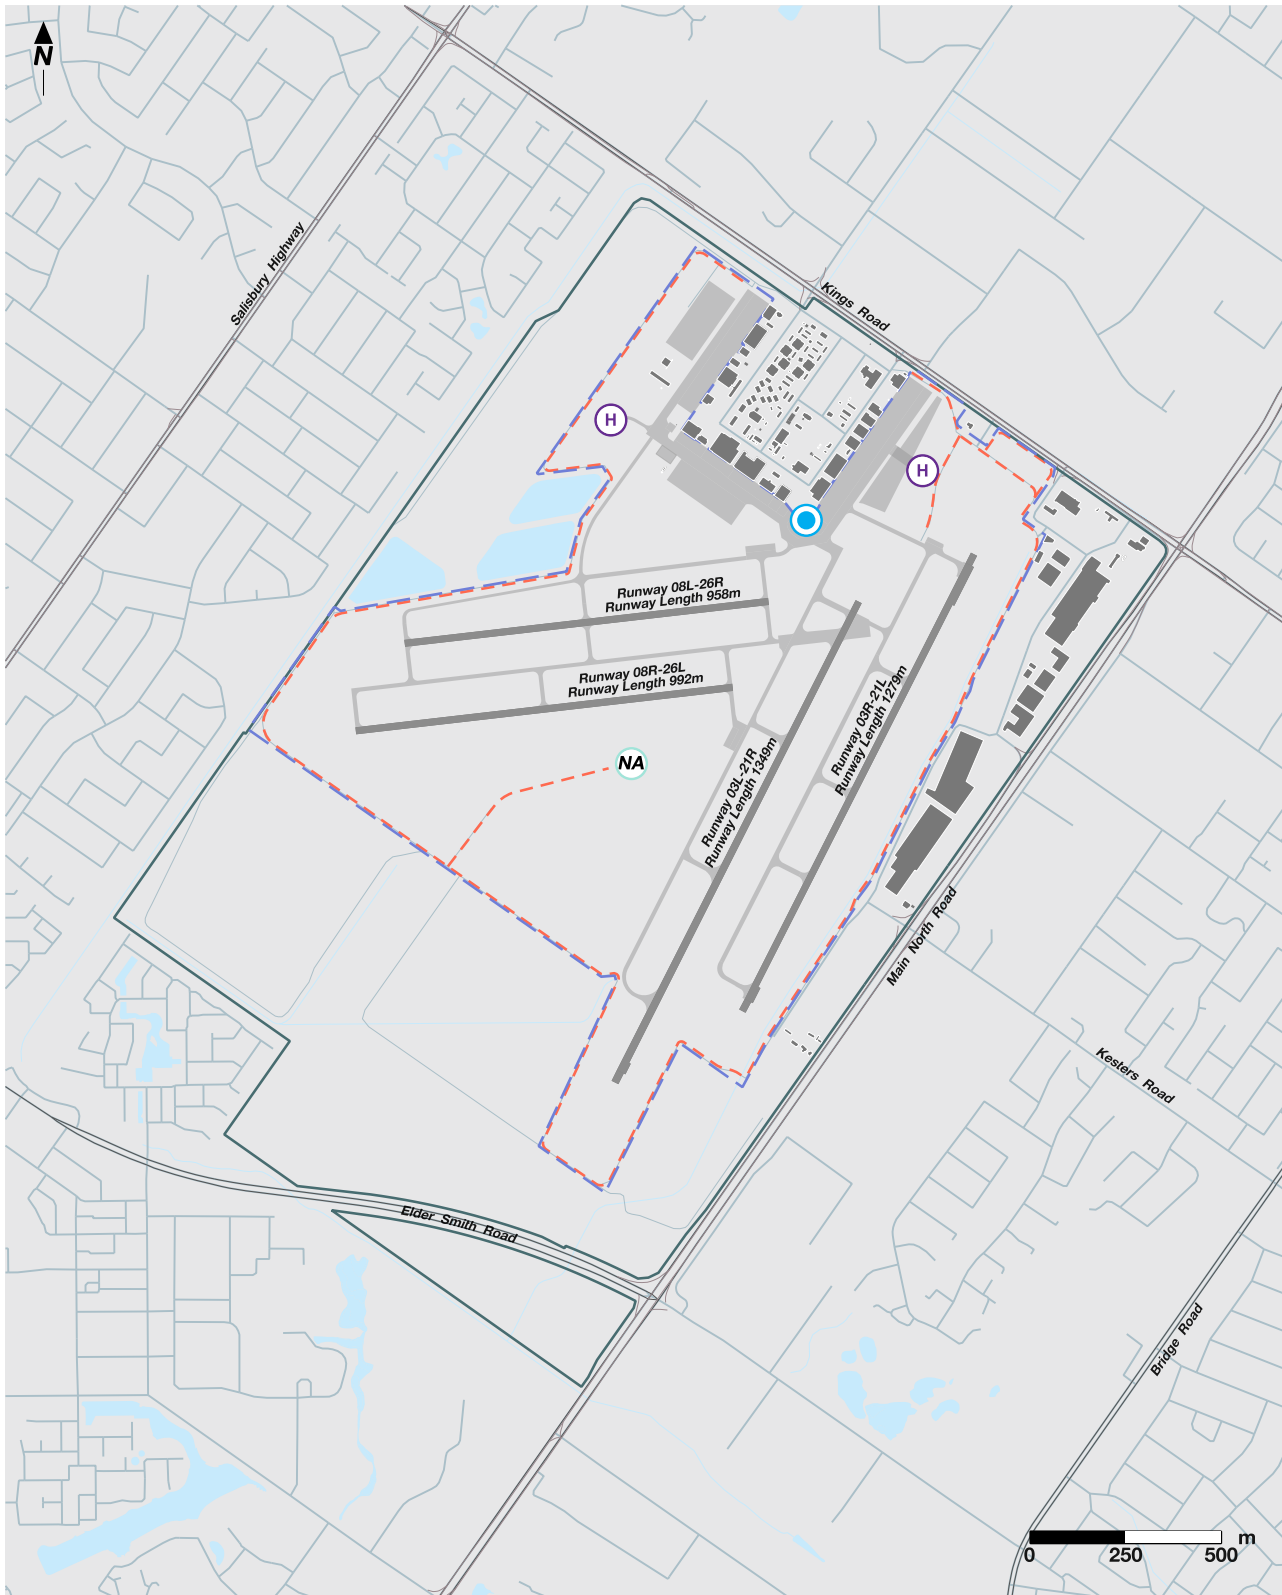 N
Salisbury Highway
Kings Road
H
H
Runway 08L-26R
Runway Length 958m
Runway 08R-26L
Runway Length 992m
Runway 03R-21L
Runway Length 1279m
Runway 03L-21R
Runway Length 1349m
NA
Main North Road
Kesters Road
Elder Smith Road
Bridge Road
m
0 250 500